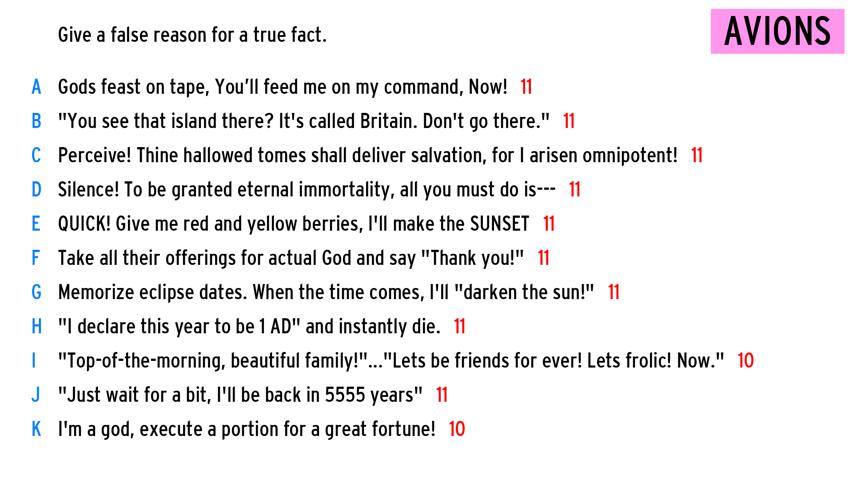 Give a false reason for a true fact.
AVIONS
A Gods feast on tape, You'll feed me on my command, Now! 11
B "You see that island there? It's called Britain. Don't go there." 11
C Perceive! Thine hallowed tomes shall deliver salvation, for I arisen omnipotent! 11
D Silence! To be granted eternal immortality, all you must do is--- 11
E QUICK! Give me red and yellow berries, I'll make the SUNSET 11
F Take all their offerings for actual God and say "Thank you!" 11
G Memorize eclipse dates. When the time comes, I'll "darken the sun!" 11
H "I declare this year to be 1 AD" and instantly die. 11
I "Top-of-the-morning, beautiful family!"..."Lets be friends for ever! Lets frolic! Now." 10
J "Just wait for a bit, I'll be back in 5555 years" 11
K I'm a god, execute a portion for a great fortune! 10